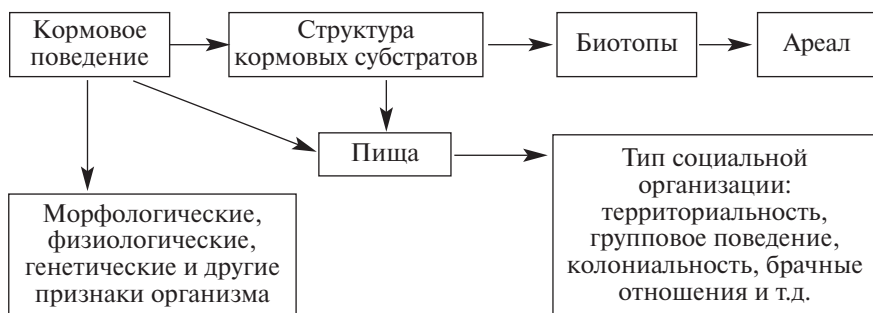 Кормовое
поведение
Структура
кормовых субстратов
Биотопы
Ареал
Пища
Морфологические,
физиологические,
генетические и другие
признаки организма
Тип социальной
организации:
территориальность,
групповое поведение,
колониальность, брачные
отношения и т.д.